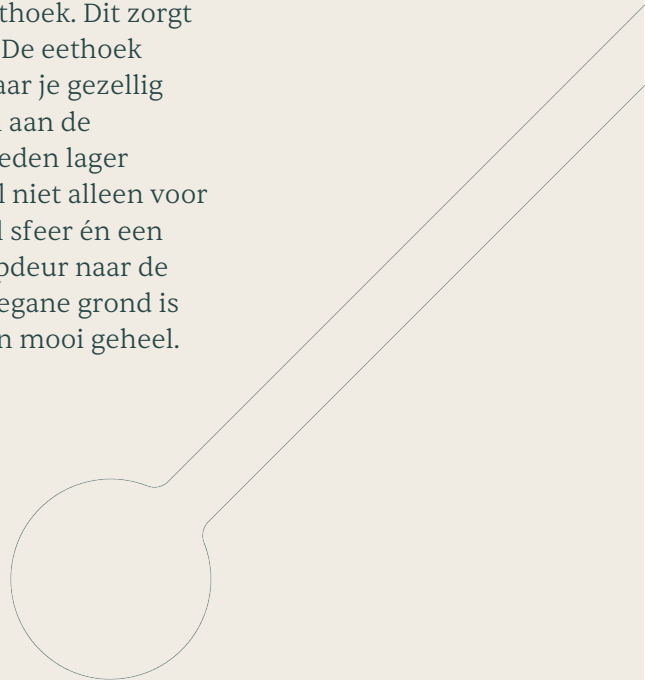 thoek. Dit zorgt
De eethoek
aar je gezellig
aan de
eden lager
l niet alleen voor
l sfeer én een
pdeur naar de
egane grond is
n mooi geheel.